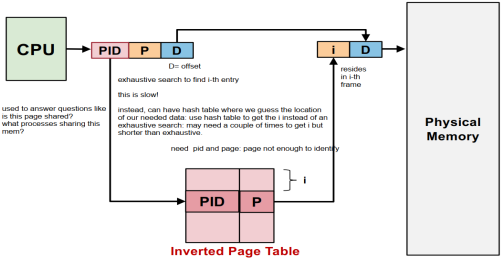 CPU
PID P D
i D
D= offset
exhaustive search to find i-th entry
this is slow!
instead, can have hash table where we guess the location
of our needed data: use hash table to get the i instead of an
exhaustive search: may need a couple of times to get i but
shorter than exhaustive.
need pid and page: page not enough to identify
used to answer questions like
is this page shared?
what processes sharing this
mem?
resides
in i-th
frame
Physical
Memory
i
PID P
Inverted Page Table